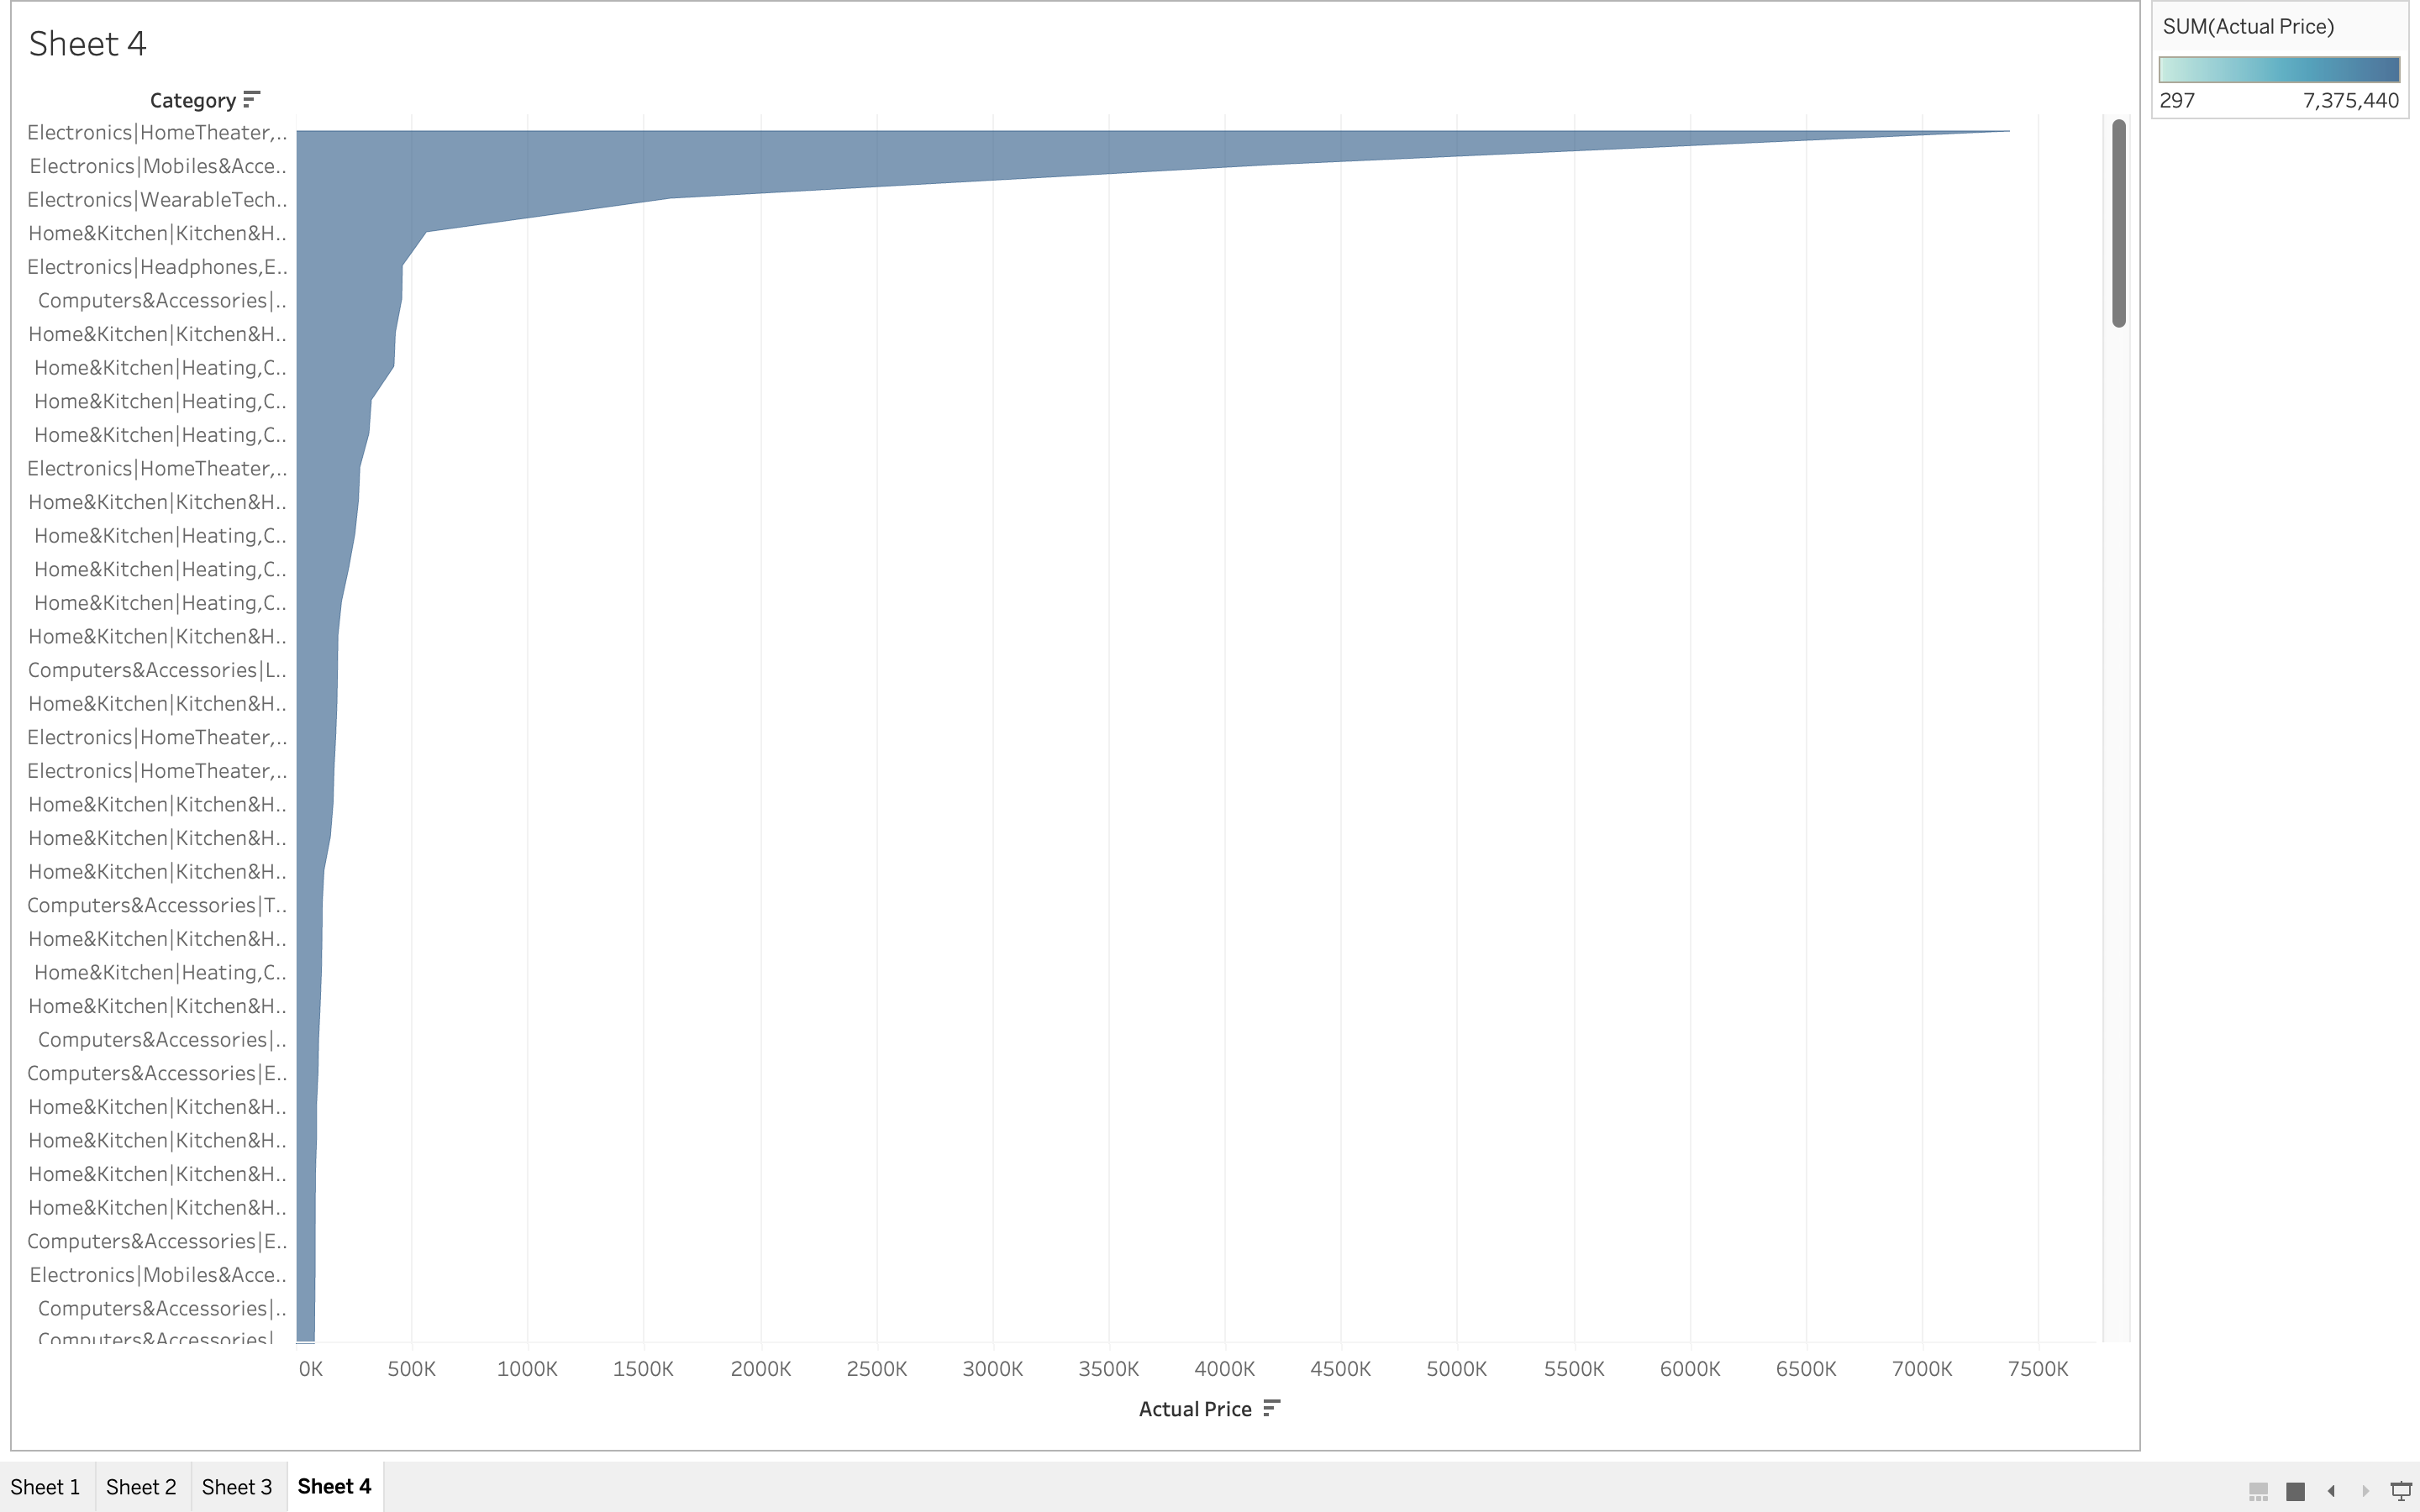 Sheet 4
SUM(Actual Price)
297 7,375,440
Category
Electronics|HomeTheater,..
Electronics|Mobiles&Acce..
Electronics|WearableTech..
Home&Kitchen|Kitchen&H..
Electronics|Headphones,E..
Computers&Accessories|..
Home&Kitchen|Kitchen&H..
Home&Kitchen|Heating,C..
Home&Kitchen|Heating,C..
Home&Kitchen|Heating,C..
Electronics|HomeTheater,..
Home&Kitchen|Kitchen&H..
Home&Kitchen|Heating,C..
Home&Kitchen|Heating,C..
Home&Kitchen|Heating,C..
Home&Kitchen|Kitchen&H..
Computers&Accessories|L..
Home&Kitchen|Kitchen&H..
Electronics|HomeTheater,..
Electronics|HomeTheater,..
Home&Kitchen|Kitchen&H..
Home&Kitchen|Kitchen&H..
Home&Kitchen|Kitchen&H..
Computers&Accessories|T..
Home&Kitchen|Kitchen&H..
Home&Kitchen|Heating,C..
Home&Kitchen|Kitchen&H..
Computers&Accessories|..
Computers&Accessories|E..
Home&Kitchen|Kitchen&H..
Home&Kitchen|Kitchen&H..
Home&Kitchen|Kitchen&H..
Home&Kitchen|Kitchen&H..
Computers&Accessories|E..
Electronics|Mobiles&Acce..
Computers&Accessories|..
Computers&Accessories|
0K 500K 1000K 1500K 2000K 2500K 3000K 3500K 4000K 4500K 5000K 5500K 6000K 6500K 7000K 7500K
Actual Price
Sheet 1 Sheet 2 Sheet 3 Sheet 4